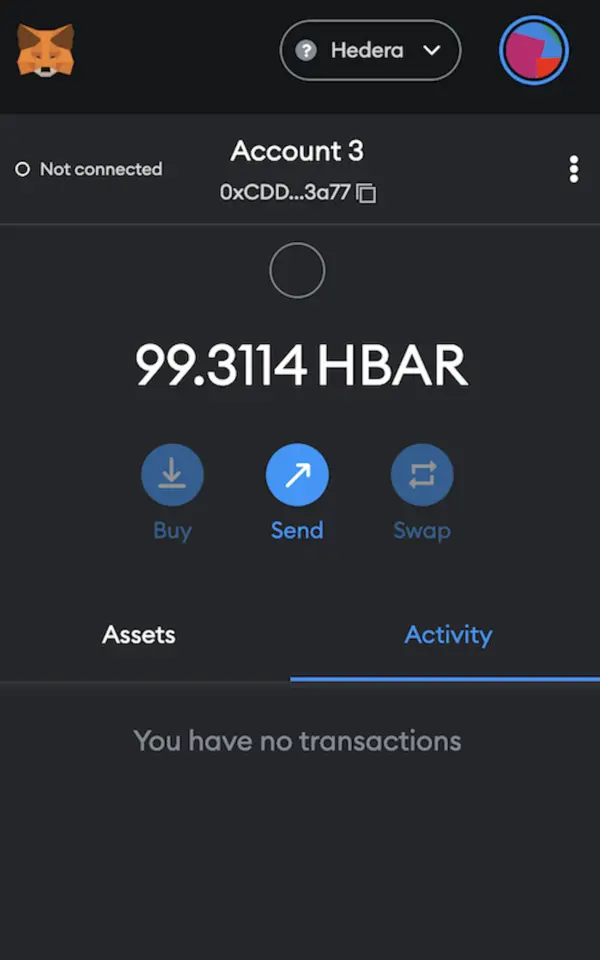 ? Hedera
Not connected
Account 3
0xCDD...3a77
99.3114 HBAR
Buy Send Swap
Assets Activity
You have no transactions